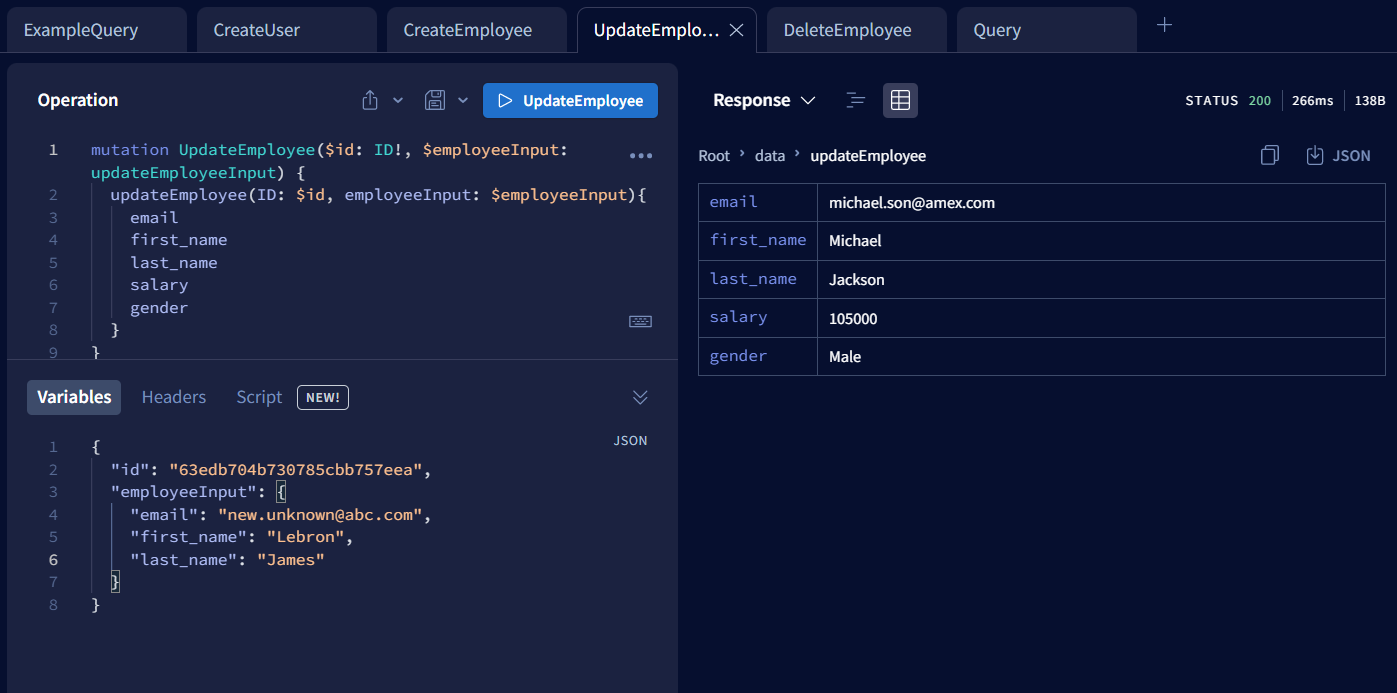 ExampleQuery
CreateUser
CreateEmployee
UpdateEmplo...
DeleteEmployee
Query
Operation
UpdateEmployee
1 mutation UpdateEmployee($id: ID!, $employeeInput:
updateEmployeeInput) {
2 updateEmployee(ID: $id, employeeInput: $employeeInput){
3 email
4 first_name
5 last_name
6 salary
7 gender
8 }
9 }
Variables Headers Script NEW!
JSON
1 {
2 "id": "63edb704b730785cbb757eea",
3 "employeeInput": {
4 "email": "new.unknown@abc.com",
5 "first_name": "Lebron",
6 "last_name": "James"
7 }
8 }
Response
STATUS 200 266ms 138B
Root › data › updateEmployee
JSON
email michael.son@amex.com
first_name Michael
last_name Jackson
salary 105000
gender Male